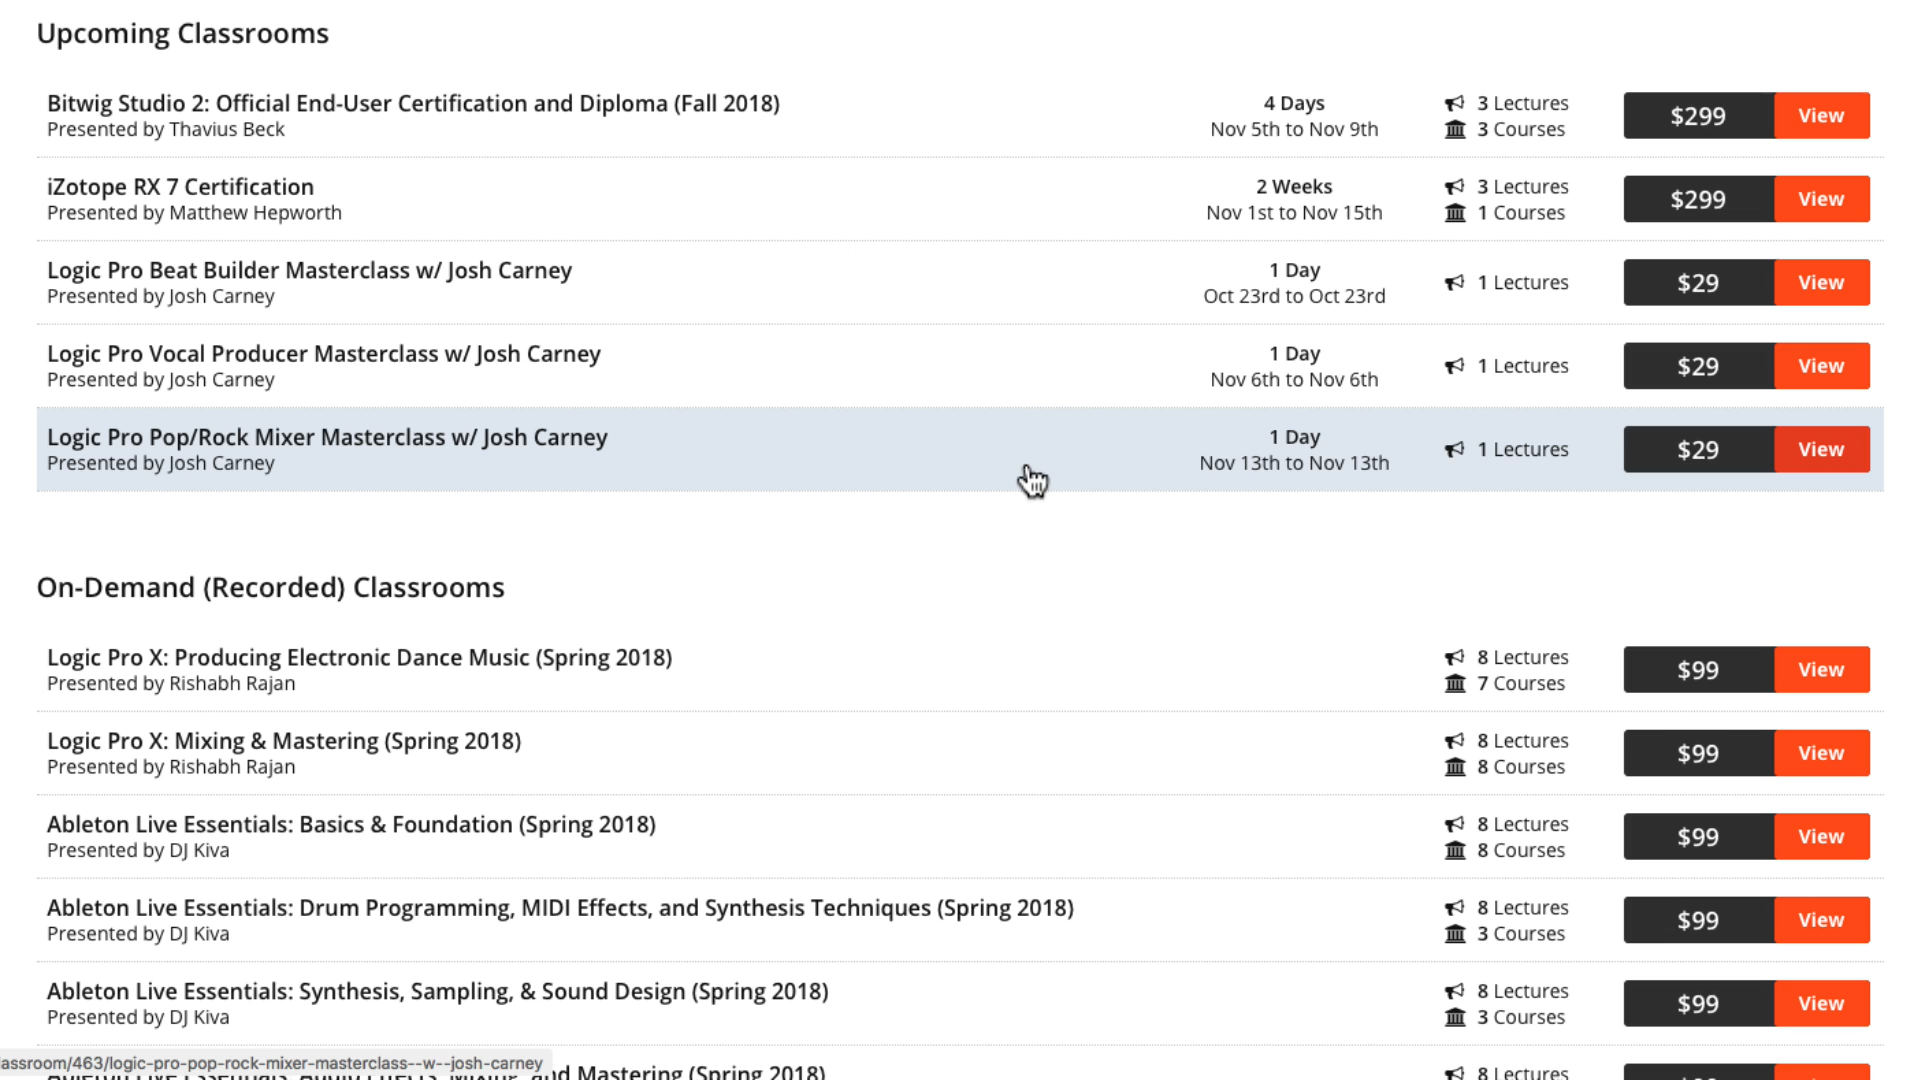 Upcoming Classrooms
Bitwig Studio 2: Official End-User Certification and Diploma (Fall 2018)
Presented by Thavius Beck
4 Days
Nov 5th to Nov 9th
3 Lectures
3 Courses
$299
View
iZotope RX 7 Certification
Presented by Matthew Hepworth
2 Weeks
Nov 1st to Nov 15th
3 Lectures
1 Courses
$299
View
Logic Pro Beat Builder Masterclass w/ Josh Carney
Presented by Josh Carney
1 Day
Oct 23rd to Oct 23rd
1 Lectures
$29
View
Logic Pro Vocal Producer Masterclass w/ Josh Carney
Presented by Josh Carney
1 Day
Nov 6th to Nov 6th
1 Lectures
$29
View
Logic Pro Pop/Rock Mixer Masterclass w/ Josh Carney
Presented by Josh Carney
1 Day
Nov 13th to Nov 13th
1 Lectures
$29
View
On-Demand (Recorded) Classrooms
Logic Pro X: Producing Electronic Dance Music (Spring 2018)
Presented by Rishabh Rajan
8 Lectures
7 Courses
$99
View
Logic Pro X: Mixing & Mastering (Spring 2018)
Presented by Rishabh Rajan
8 Lectures
8 Courses
$99
View
Ableton Live Essentials: Basics & Foundation (Spring 2018)
Presented by DJ Kiva
8 Lectures
8 Courses
$99
View
Ableton Live Essentials: Drum Programming, MIDI Effects, and Synthesis Techniques (Spring 2018)
Presented by DJ Kiva
8 Lectures
3 Courses
$99
View
Ableton Live Essentials: Synthesis, Sampling, & Sound Design (Spring 2018)
Presented by DJ Kiva
8 Lectures
3 Courses
$99
View
assroom/463/logic-pro-pop-rock-mixer-masterclass--w--josh-carney
and Mastering (Spring 2018)
8 Lectures